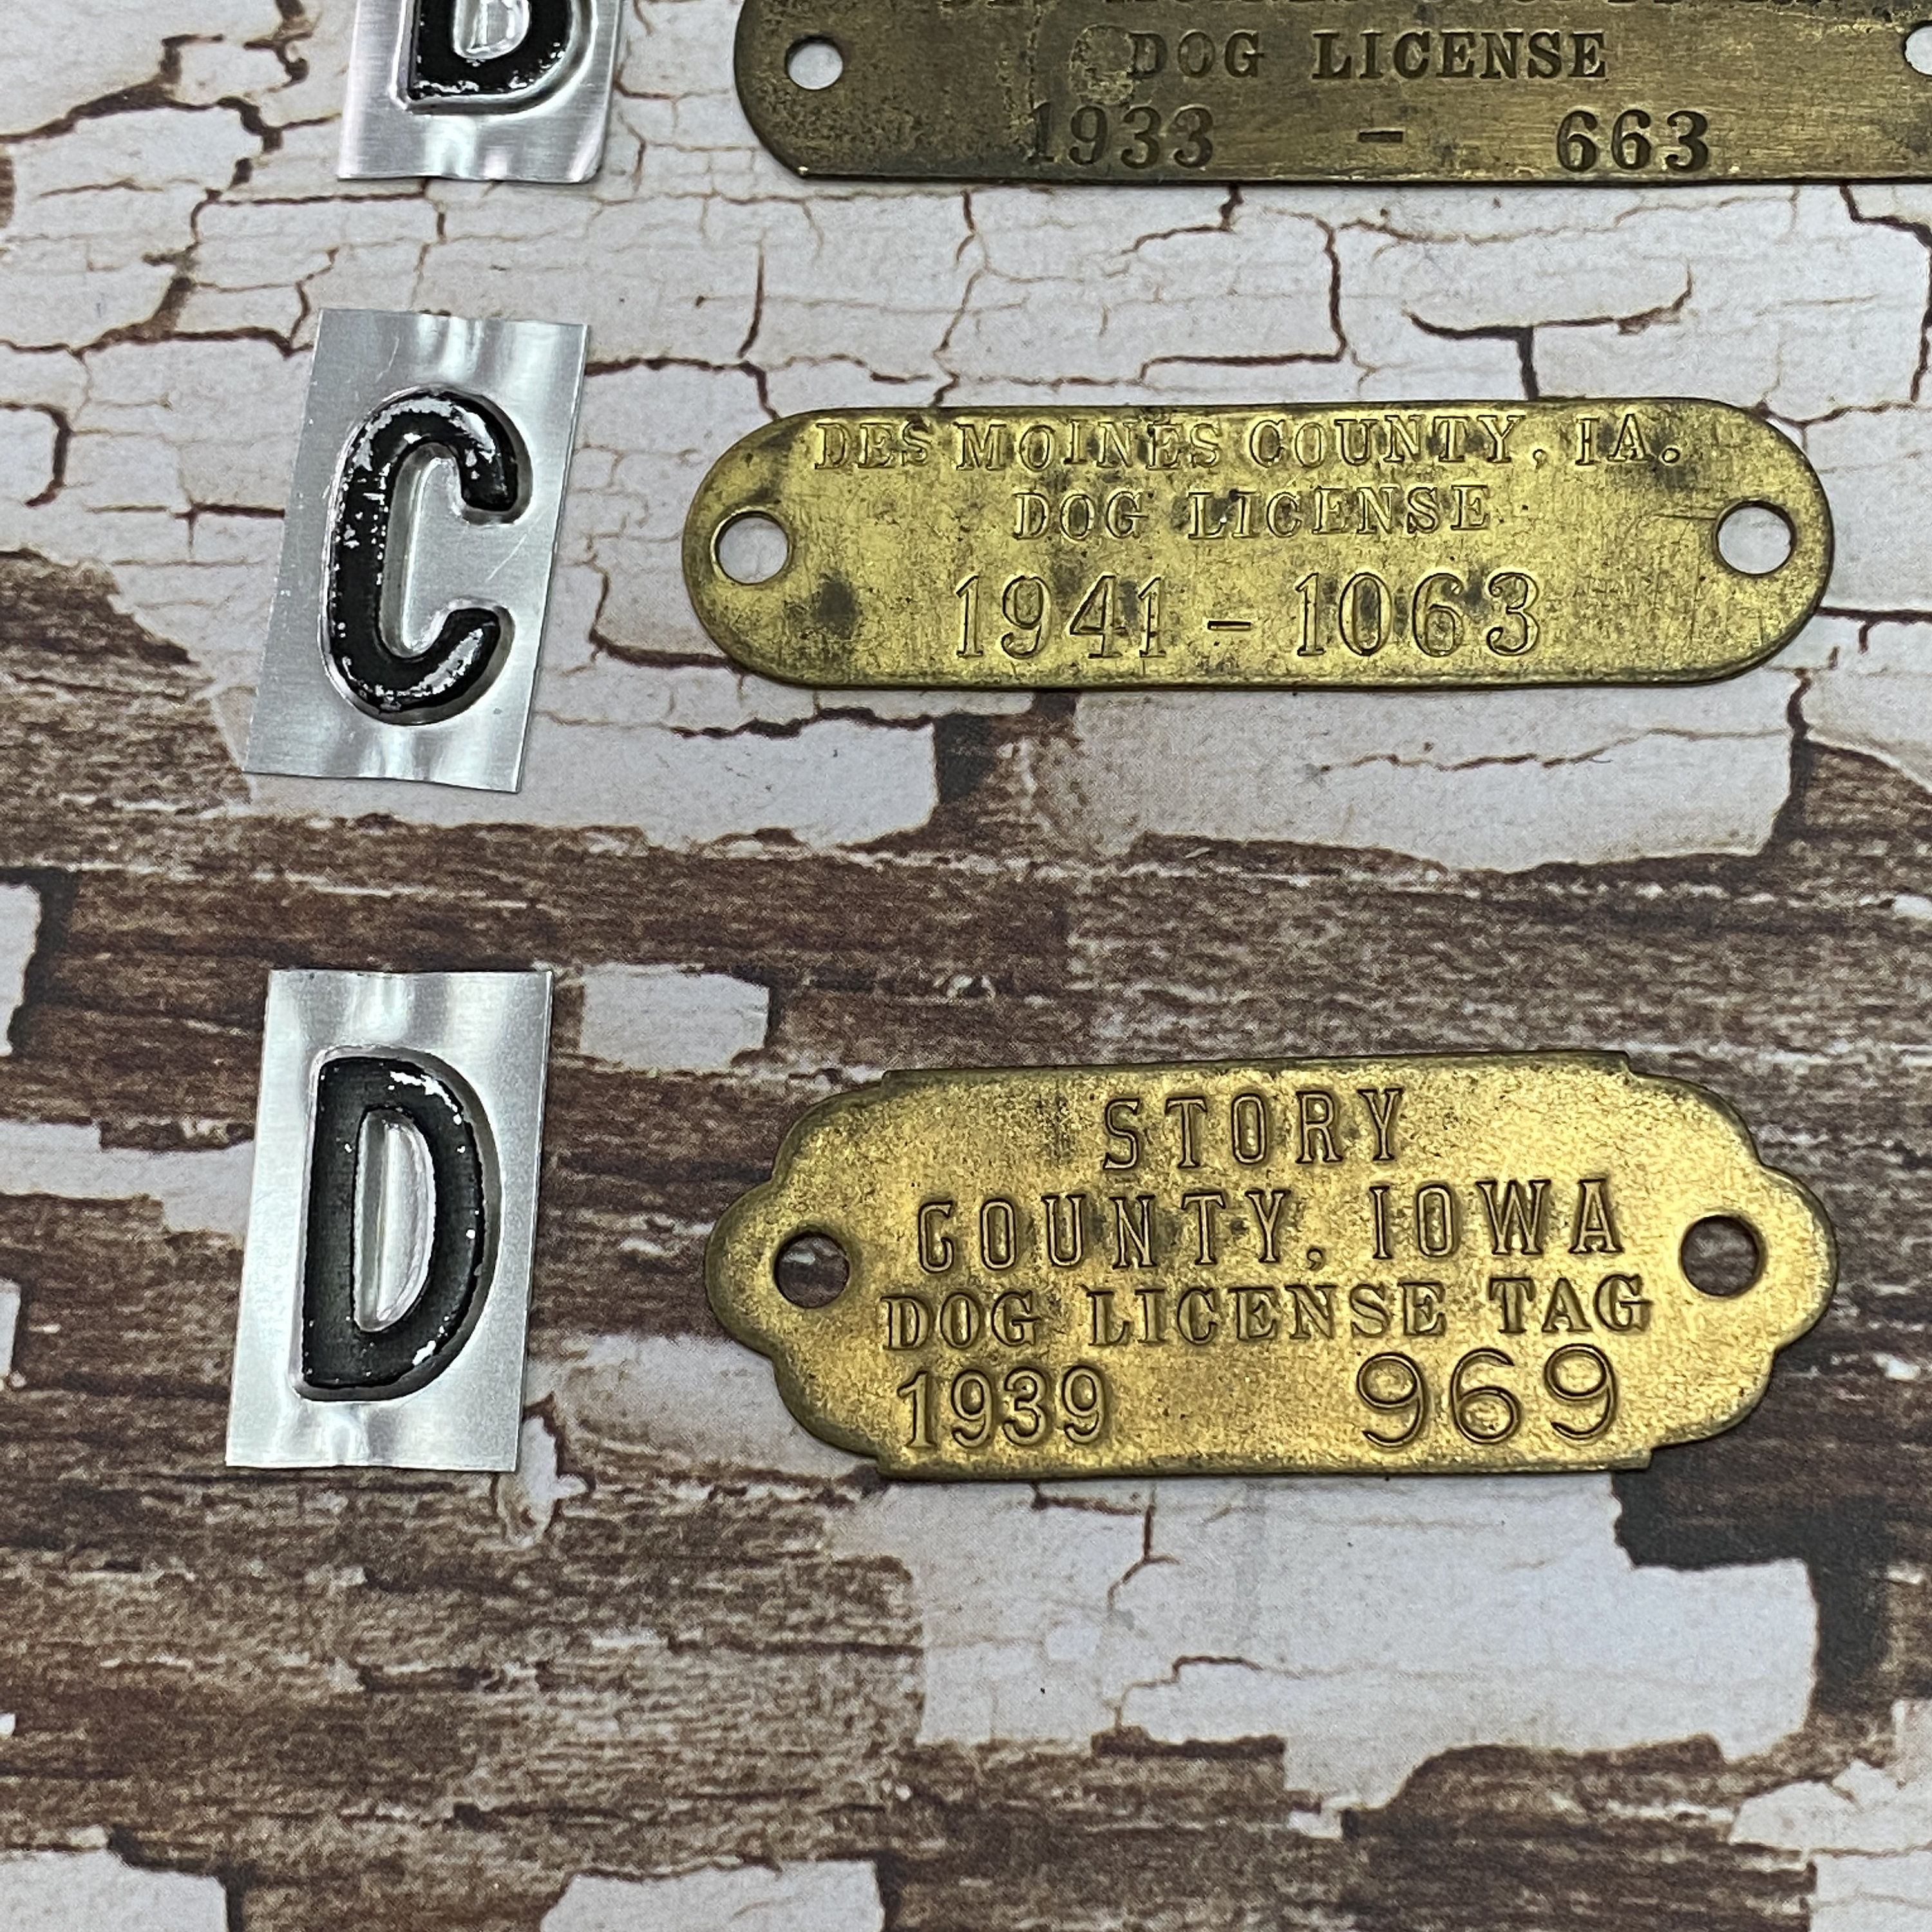 B
DOG LICENSE
1933 - 663
C
DES MOINES COUNTY, IA.
DOG LICENSE
1941 - 1063
D
STORY
COUNTY, IOWA
DOG LICENSE TAG
1939 969